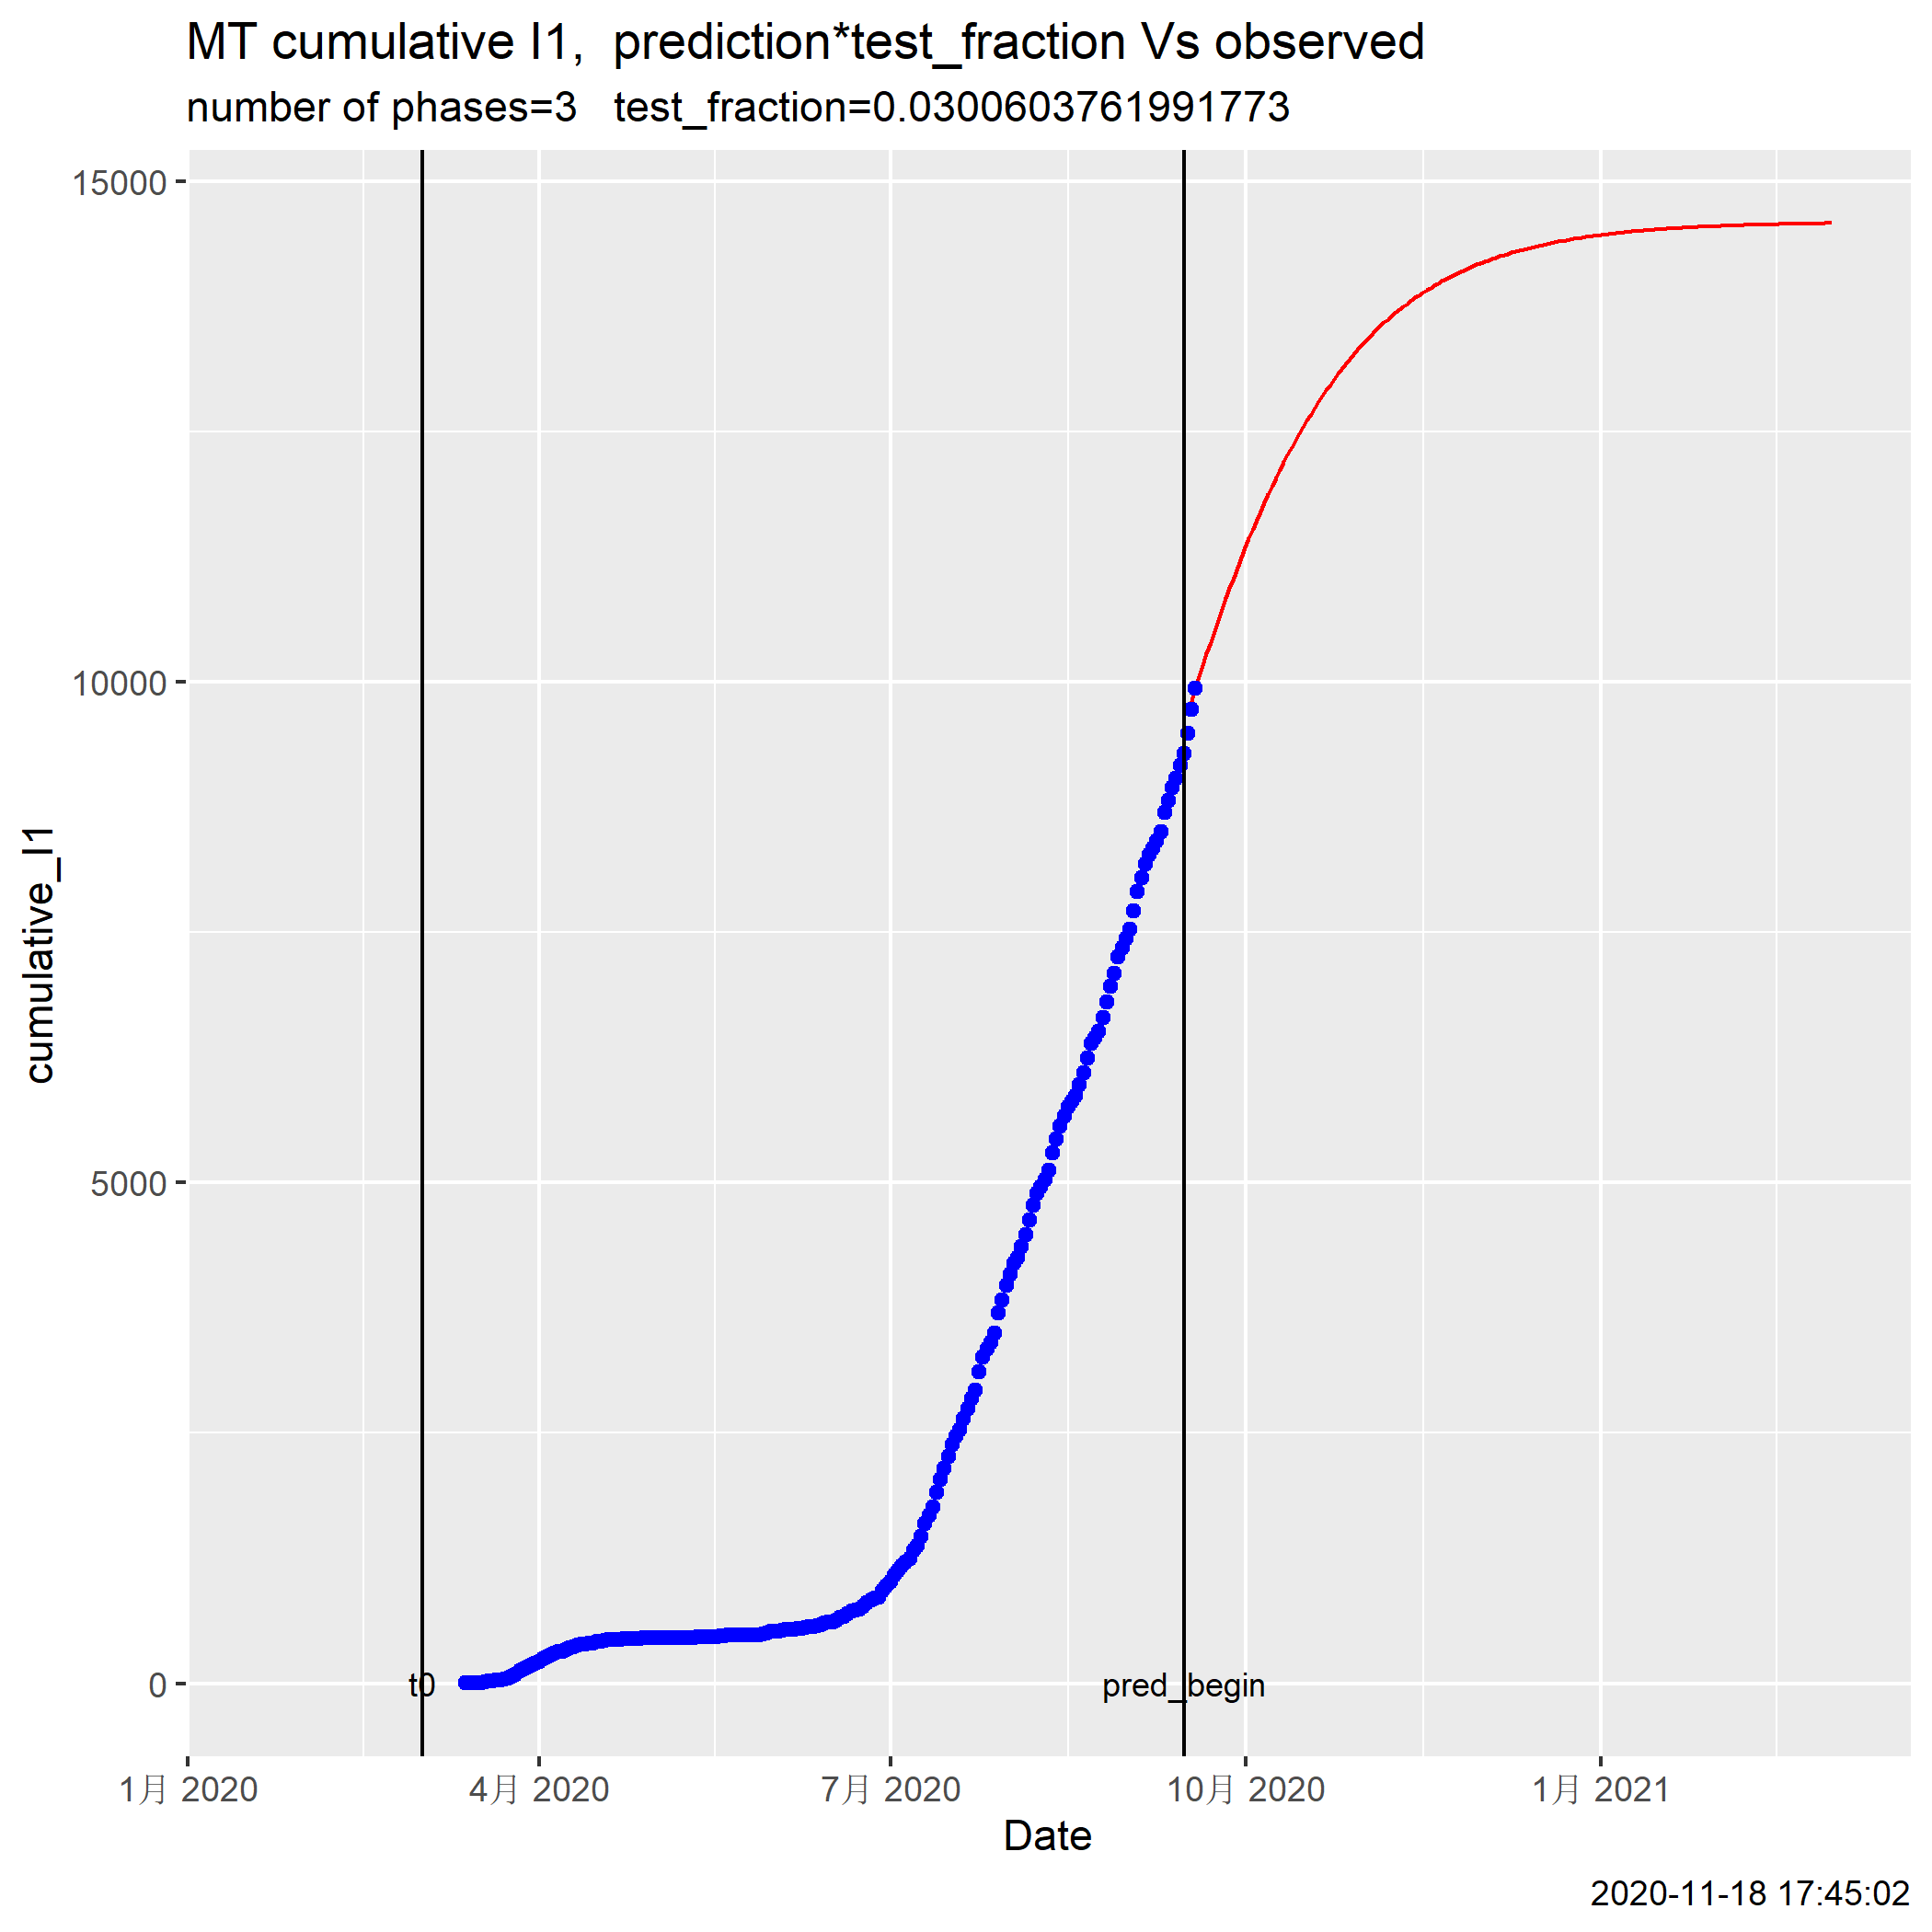 MT cumulative I1,  prediction*test_fraction Vs observed
number of phases=3   test_fraction=0.0300603761991773
15000
10000
5000
0
cumulative_I1
t0
pred_begin
1月 2020
4月 2020
7月 2020
10月 2020
1月 2021
Date
2020-11-18 17:45:02